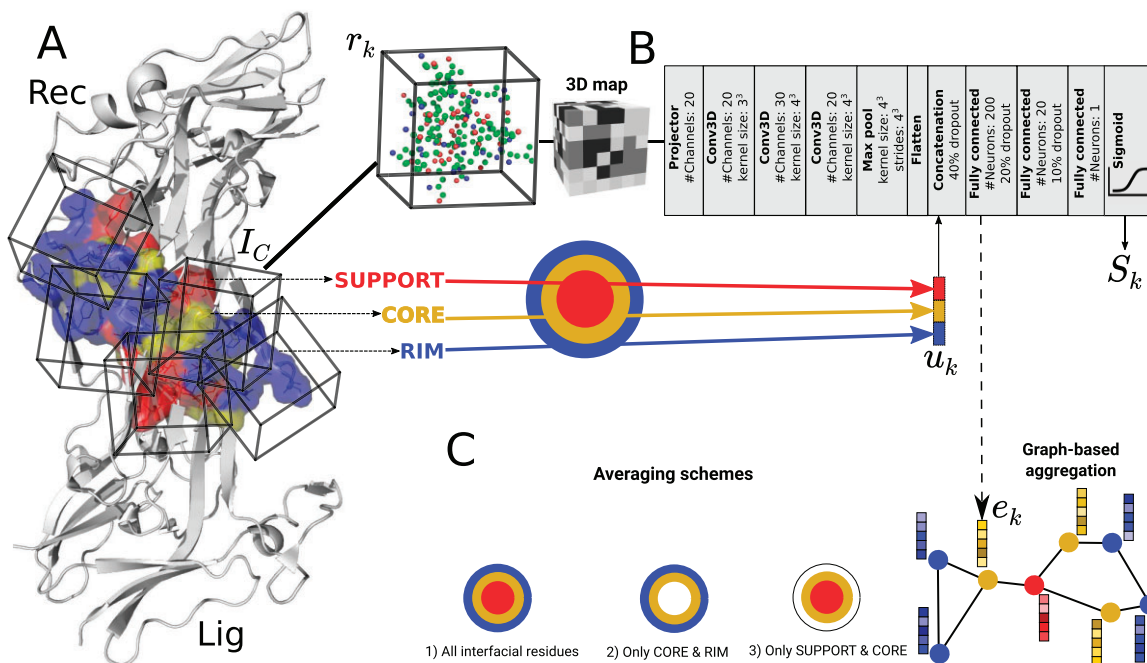 A
Rec
I_C
Lig
r_k
3D map
B
Projector
#Channels: 20
Conv3D
#Channels: 20
kernel size: 3³
Conv3D
#Channels: 30
kernel size: 4³
Conv3D
#Channels: 20
kernel size: 4³
Max pool
kernel size: 4³
strides: 4³
Flatten
Concatenation
40% dropout
Fully connected
#Neurons: 200
20% dropout
Fully connected
#Neurons: 20
10% dopout
Fully connected
#Neurons: 1
Sigmoid
S_k
SUPPORT
CORE
RIM
u_k
C
Averaging schemes
1) All interfacial residues
2) Only CORE & RIM
3) Only SUPPORT & CORE
Graph-based
aggregation
e_k